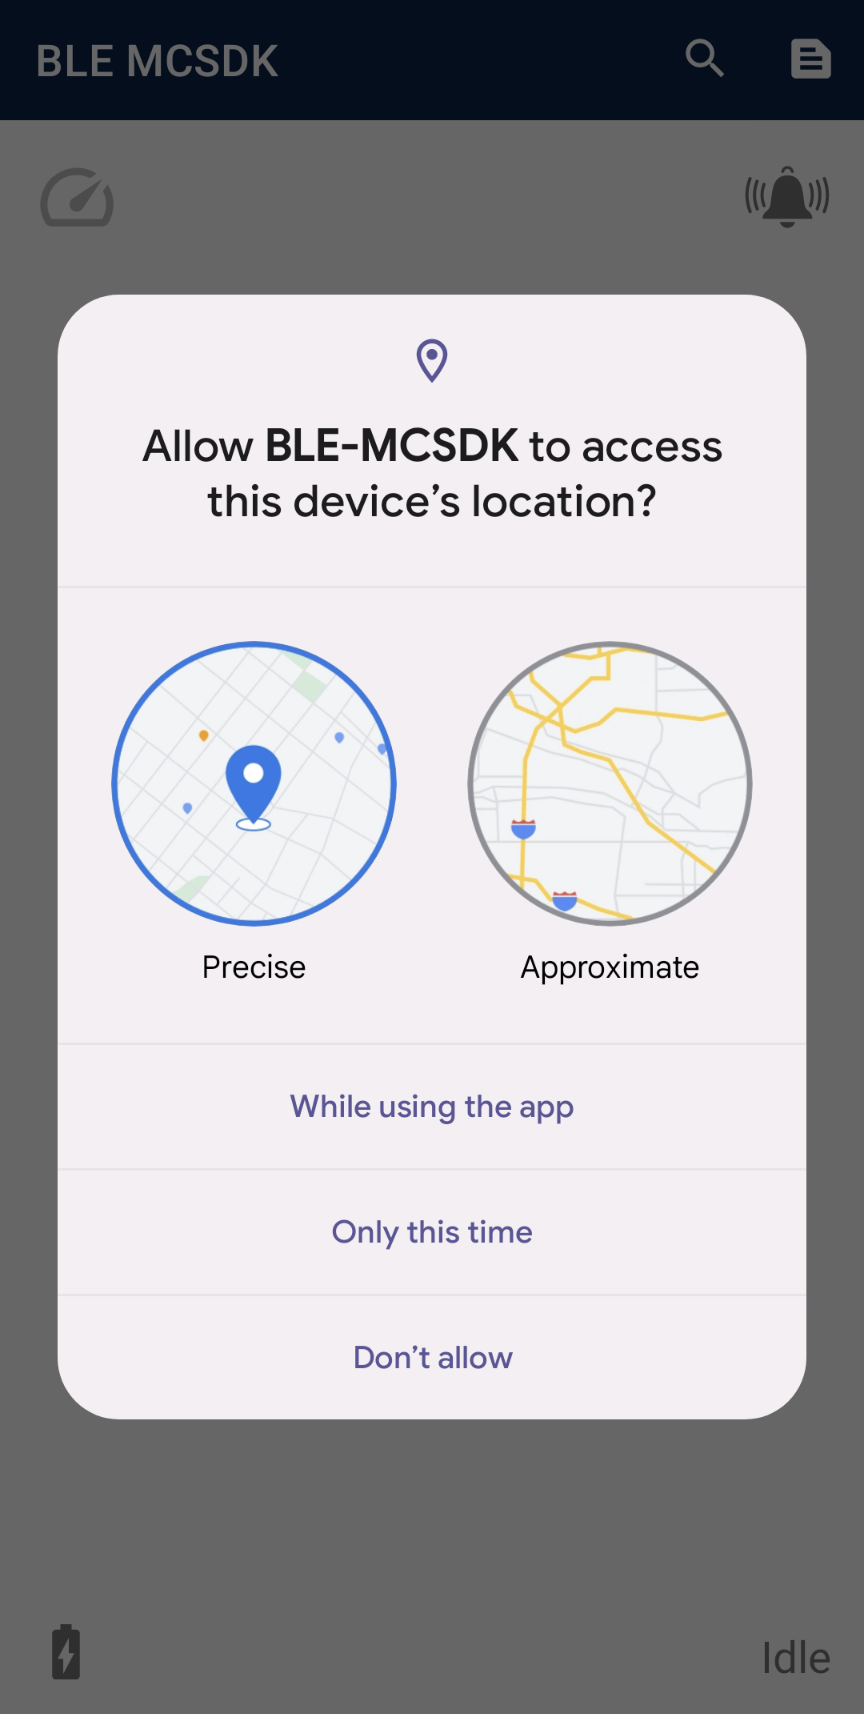 BLE MCSDK
Allow BLE-MCSDK to access
this device’s location?
Precise
Approximate
While using the app
Only this time
Don’t allow
Idle